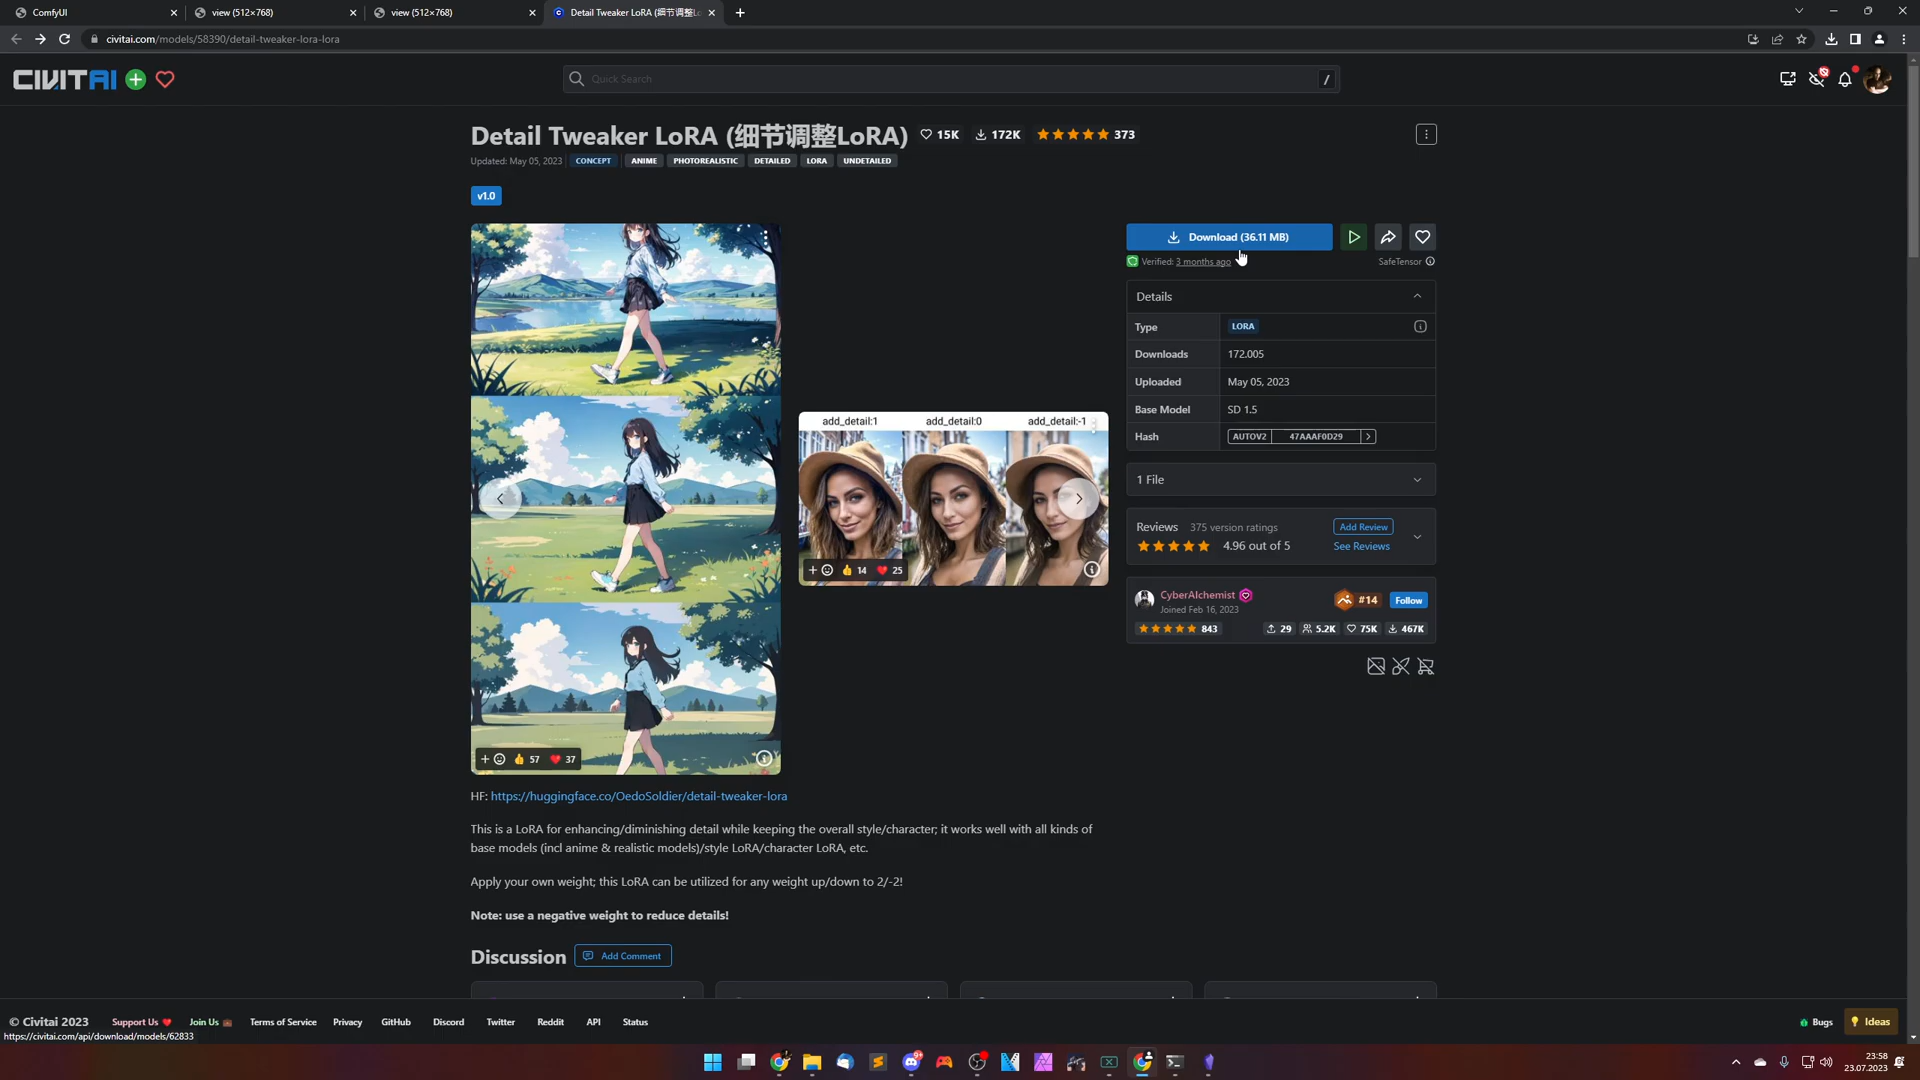 ComfyUI
view (512×768)
view (512×768)
Detail Tweaker LoRA (细节调整Lo
civitai.com/models/58390/detail-tweaker-lora-lora
CIVITAI
Quick Search
/
Detail Tweaker LoRA (细节调整LoRA)
15K
172K
373
Updated: May 05, 2023
CONCEPT
ANIME
PHOTOREALISTIC
DETAILED
LORA
UNDETAILED
v1.0
Download (36.11 MB)
Verified: 3 months ago
SafeTensor
Details
Type
LORA
Downloads
172.005
Uploaded
May 05, 2023
Base Model
SD 1.5
Hash
AUTOV2
47AAAF0D29
1 File
Reviews
375 version ratings
Add Review
4.96 out of 5
See Reviews
CyberAlchemist
Joined Feb 16, 2023
#14
Follow
843
29
5.2K
75K
467K
add_detail:1
add_detail:0
add_detail:-1
14
25
57
37
HF: https://huggingface.co/OedoSoldier/detail-tweaker-lora
This is a LoRA for enhancing/diminishing detail while keeping the overall style/character; it works well with all kinds of
base models (incl anime & realistic models)/style LoRA/character LoRA, etc.
Apply your own weight; this LoRA can be utilized for any weight up/down to 2/-2!
Note: use a negative weight to reduce details!
Discussion
Add Comment
© Civitai 2023
Support Us
Join Us
Terms of Service
Privacy
GitHub
Discord
Twitter
Reddit
API
Status
Bugs
Ideas
https://civitai.com/api/download/models/62833
23:58
23.07.2023